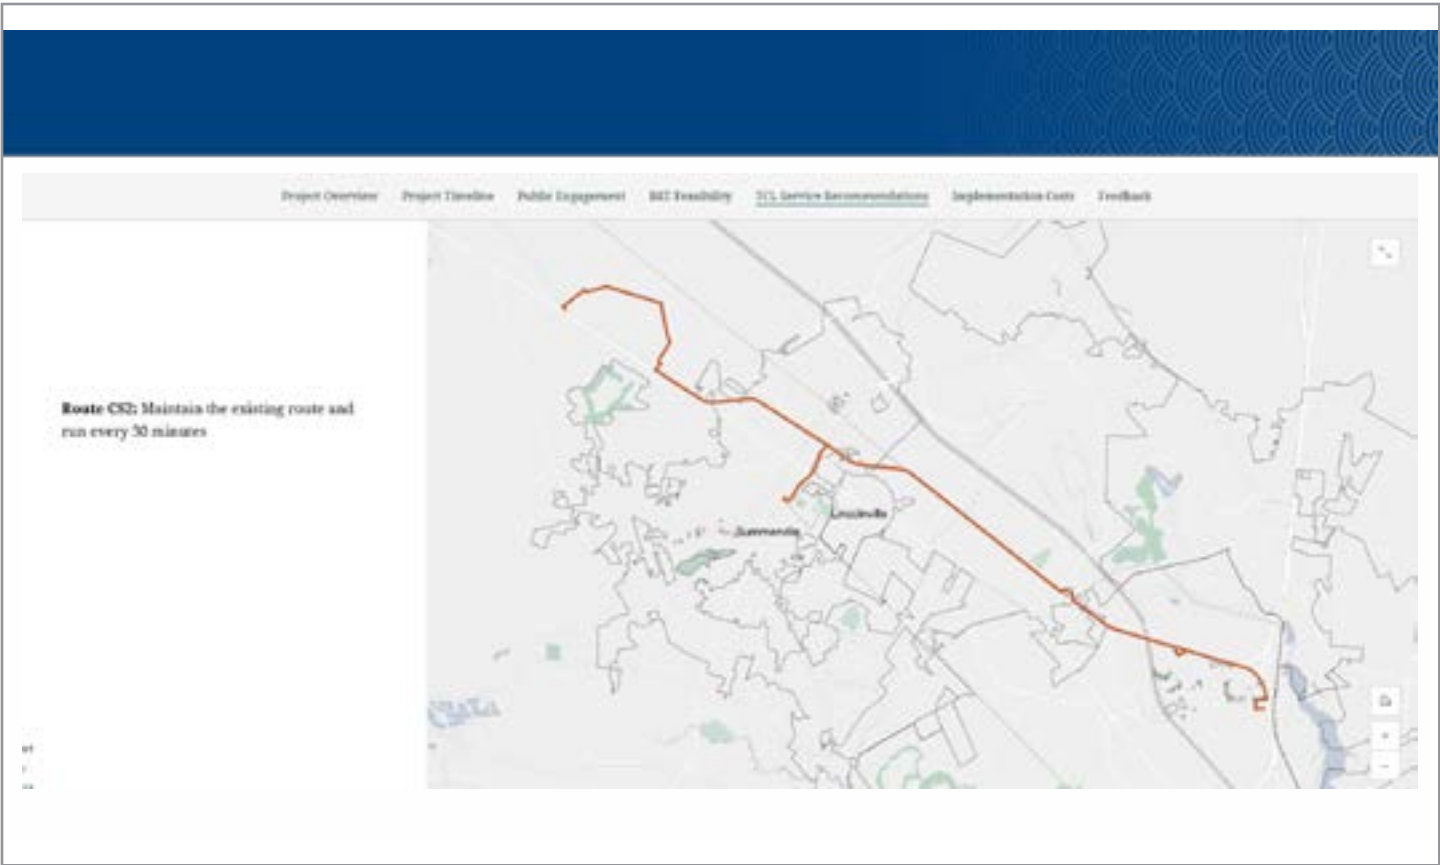 Project Overview Project Timeline Public Engagement BRT Feasibility TCL Service Recommendations Implementation Costs Feedback
Route CS2: Maintain the existing route and
run every 30 minutes
Lincolnville
Summerville